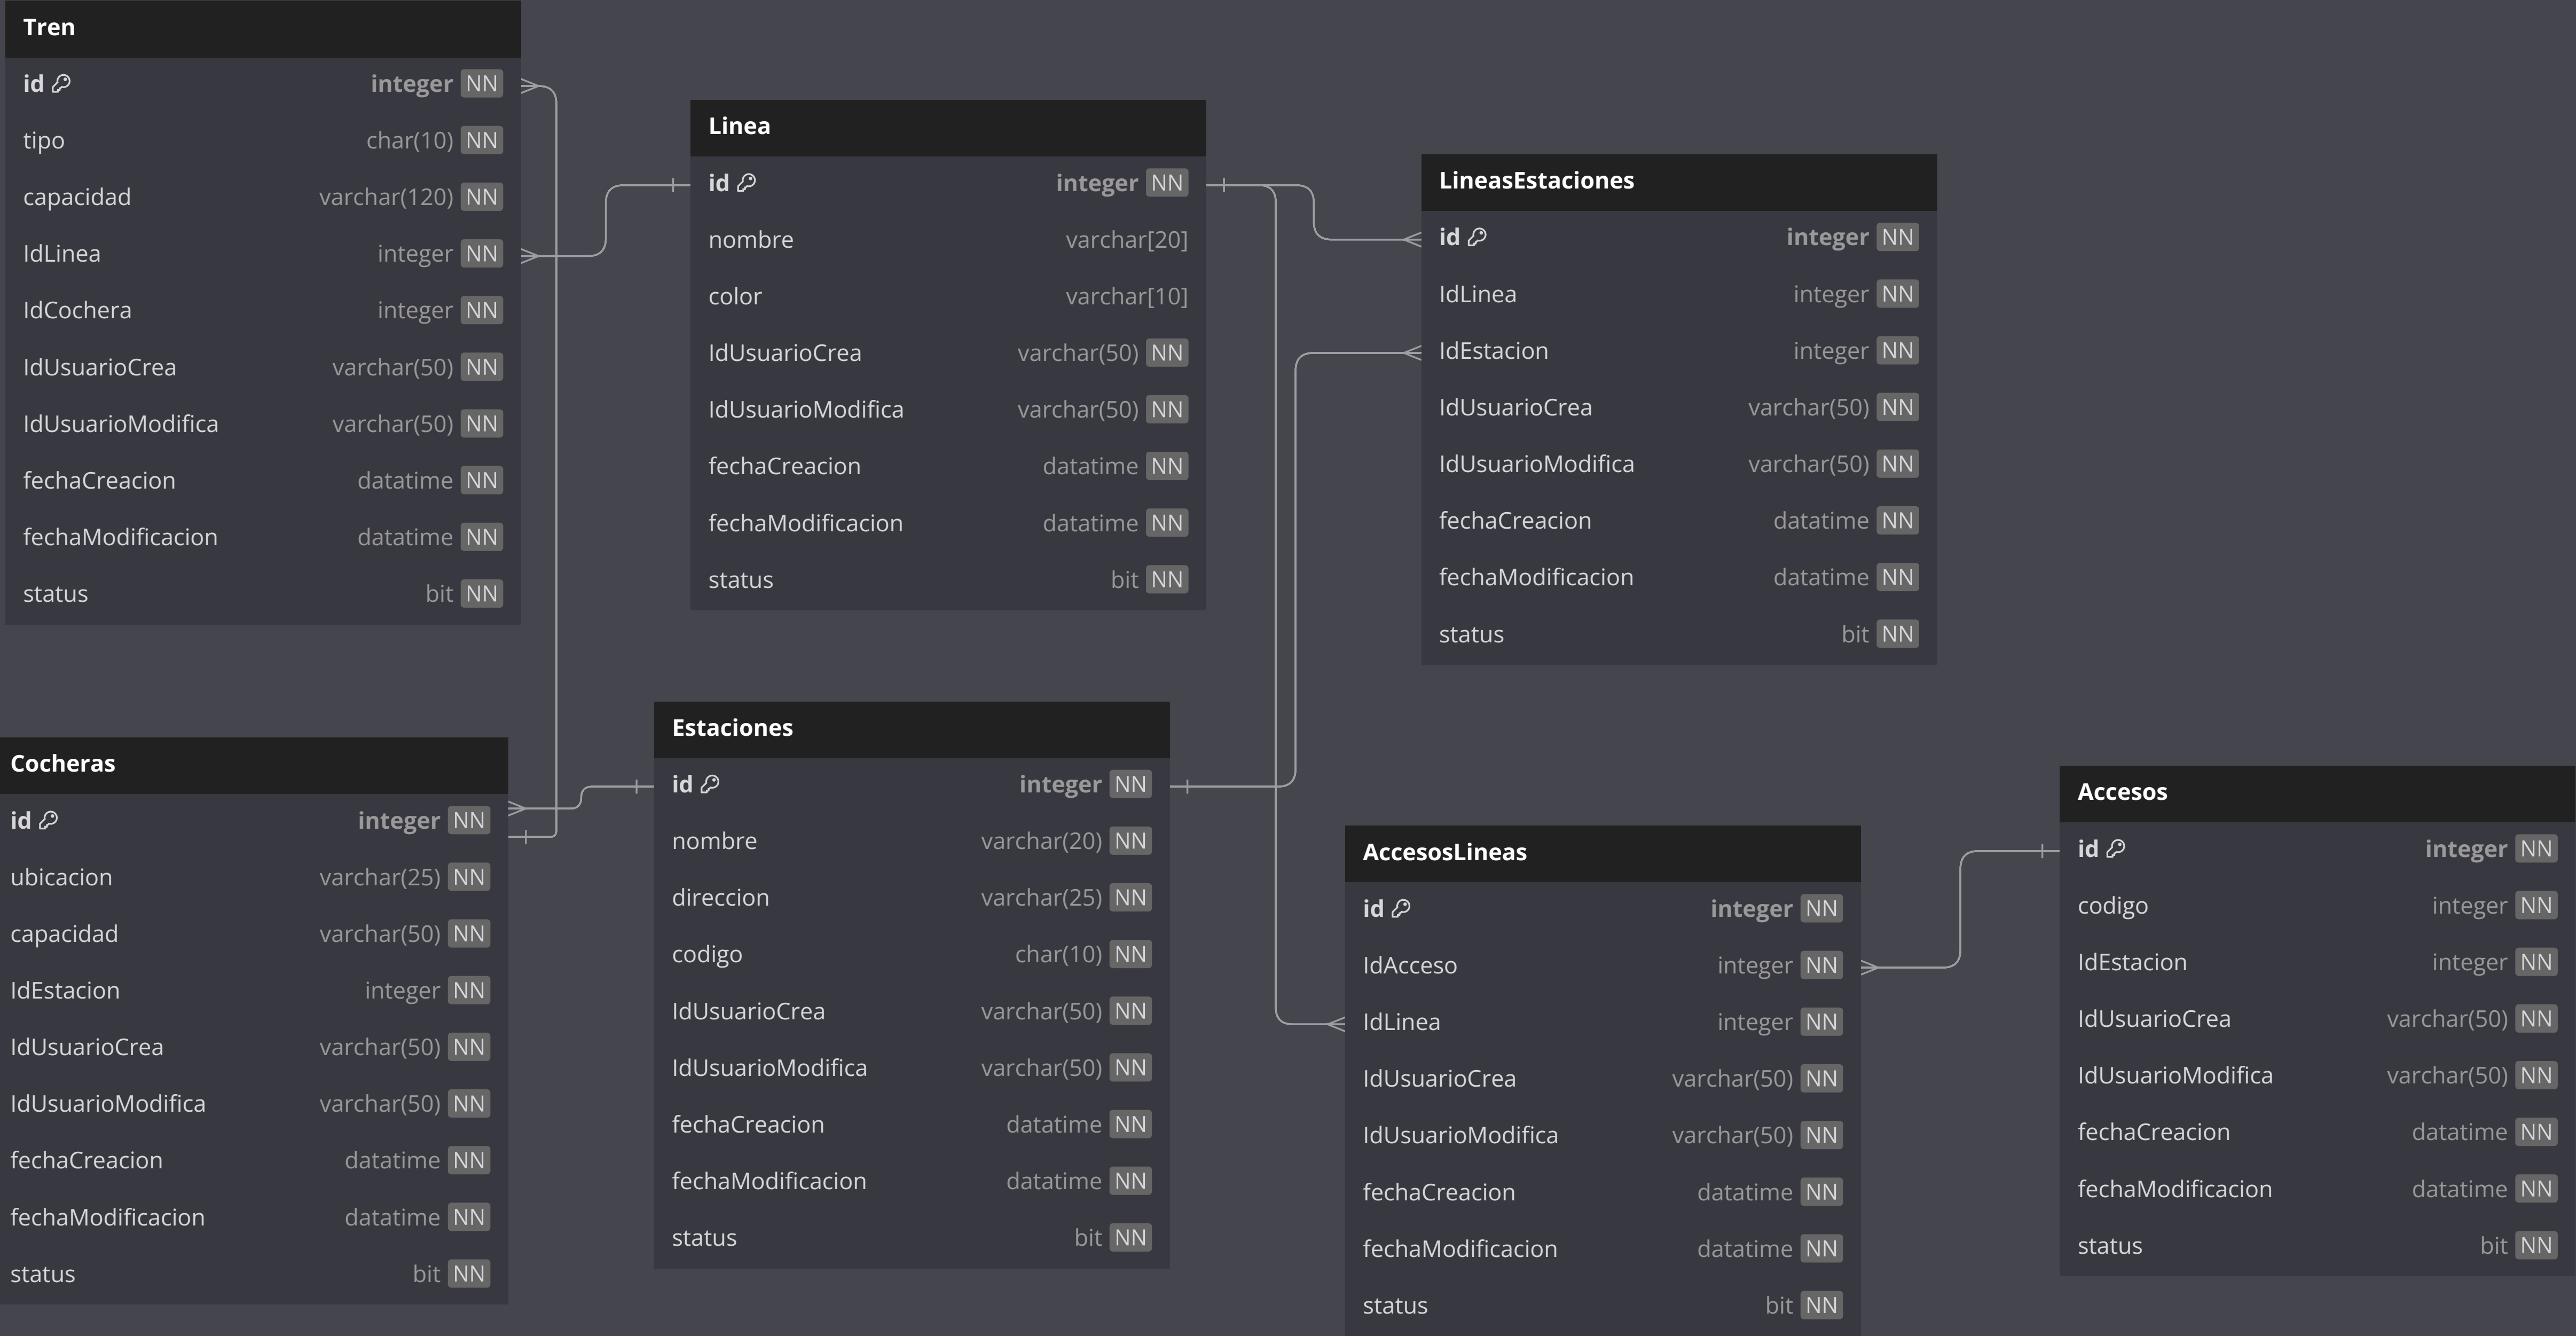 Tren
id integer NN
tipo char(10) NN
capacidad varchar(120) NN
IdLinea integer NN
IdCochera integer NN
IdUsuarioCrea varchar(50) NN
IdUsuarioModifica varchar(50) NN
fechaCreacion datatime NN
fechaModificacion datatime NN
status bit NN
Linea
id integer NN
nombre varchar[20]
color varchar[10]
IdUsuarioCrea varchar(50) NN
IdUsuarioModifica varchar(50) NN
fechaCreacion datatime NN
fechaModificacion datatime NN
status bit NN
LineasEstaciones
id integer NN
IdLinea integer NN
IdEstacion integer NN
IdUsuarioCrea varchar(50) NN
IdUsuarioModifica varchar(50) NN
fechaCreacion datatime NN
fechaModificacion datatime NN
status bit NN
Cocheras
id integer NN
ubicacion varchar(25) NN
capacidad varchar(50) NN
IdEstacion integer NN
IdUsuarioCrea varchar(50) NN
IdUsuarioModifica varchar(50) NN
fechaCreacion datatime NN
fechaModificacion datatime NN
status bit NN
Estaciones
id integer NN
nombre varchar(20) NN
direccion varchar(25) NN
codigo char(10) NN
IdUsuarioCrea varchar(50) NN
IdUsuarioModifica varchar(50) NN
fechaCreacion datatime NN
fechaModificacion datatime NN
status bit NN
AccesosLineas
id integer NN
IdAcceso integer NN
IdLinea integer NN
IdUsuarioCrea varchar(50) NN
IdUsuarioModifica varchar(50) NN
fechaCreacion datatime NN
fechaModificacion datatime NN
status bit NN
Accesos
id integer NN
codigo integer NN
IdEstacion integer NN
IdUsuarioCrea varchar(50) NN
IdUsuarioModifica varchar(50) NN
fechaCreacion datatime NN
fechaModificacion datatime NN
status bit NN